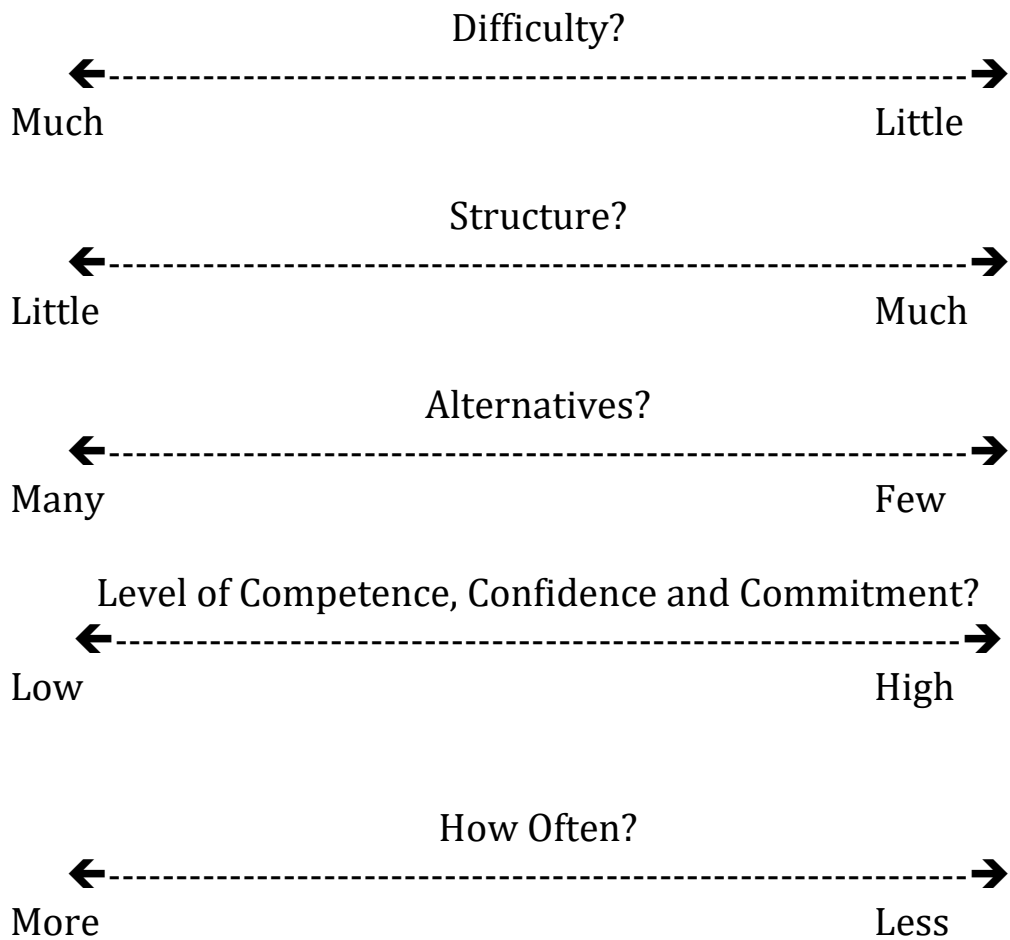 Difficulty?
Much Little
Structure?
Little Much
Alternatives?
Many Few
Level of Competence, Confidence and Commitment?
Low High
How Often?
More Less